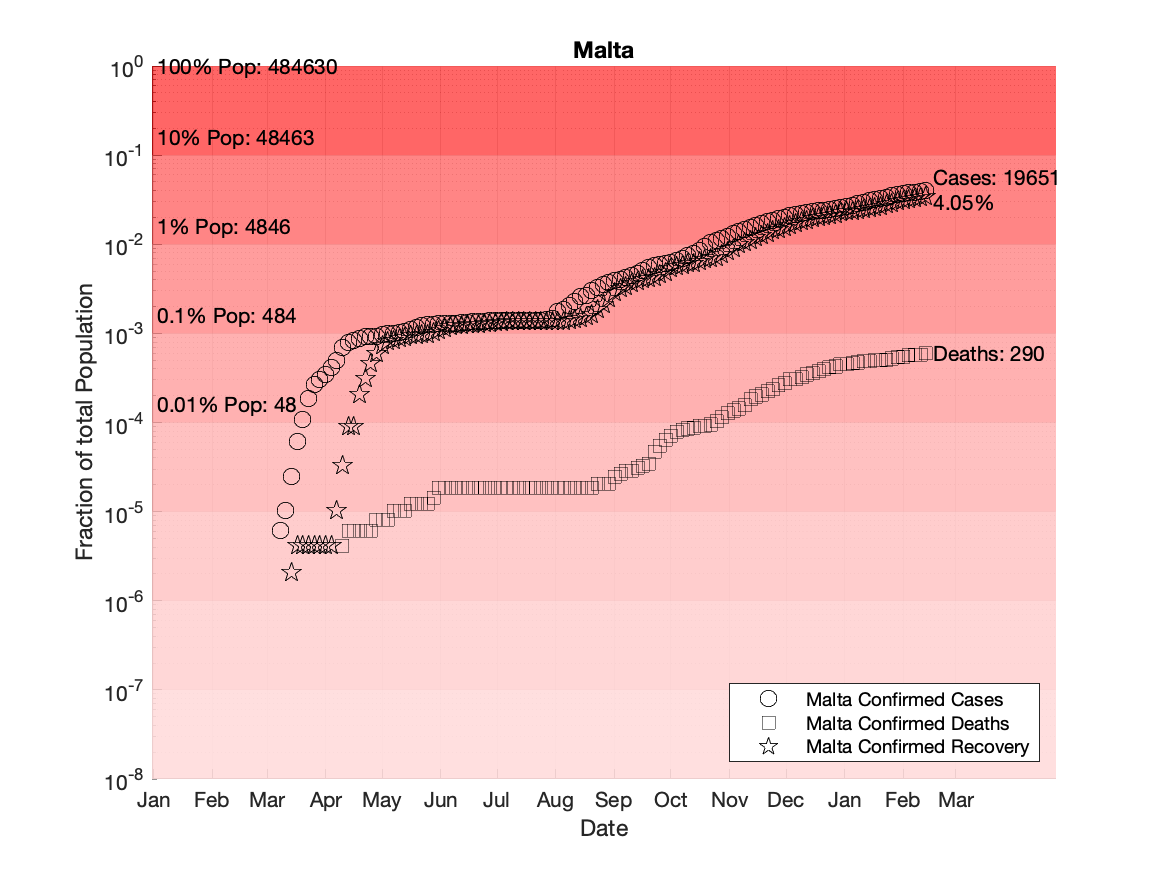 Malta
10^0
10^-1
10^-2
10^-3
10^-4
10^-5
10^-6
10^-7
10^-8
Fraction of total Population
100% Pop: 484630
10% Pop: 48463
1% Pop: 4846
0.1% Pop: 484
0.01% Pop: 48
Cases: 19651
4.05%
Deaths: 290
Malta Confirmed Cases
Malta Confirmed Deaths
Malta Confirmed Recovery
Jan Feb Mar Apr May Jun Jul Aug Sep Oct Nov Dec Jan Feb Mar
Date